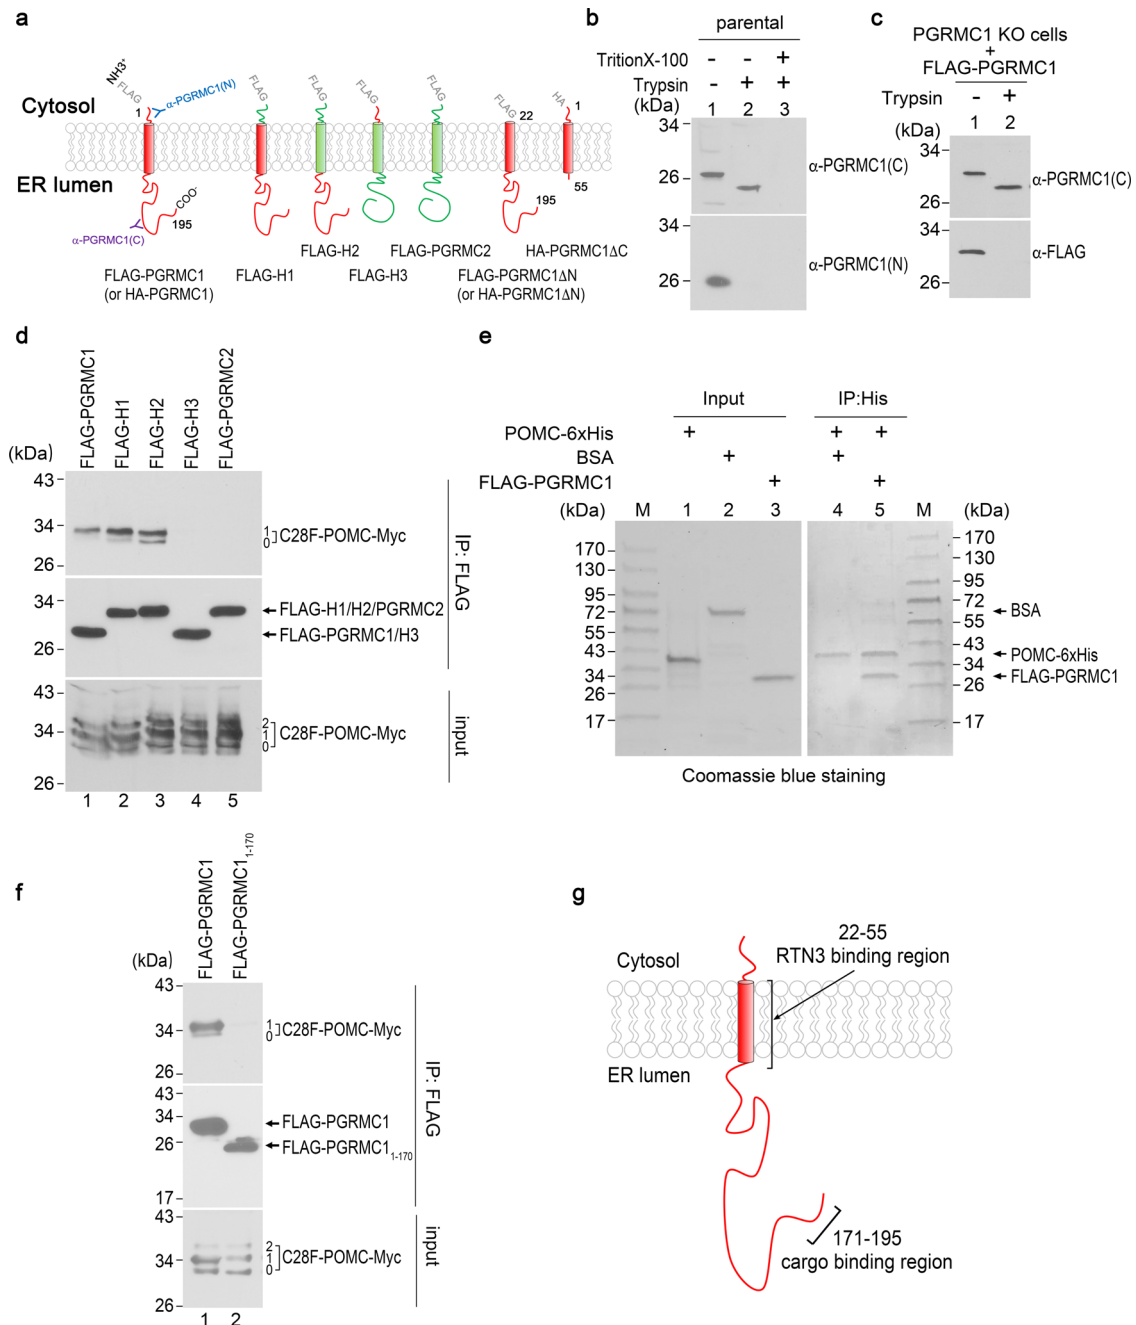 a
NH3⁺
FLAG
1
α-PGRMC1(N)
Cytosol
ER lumen
COO⁻
195
α-PGRMC1(C)
FLAG
FLAG
FLAG
FLAG
FLAG
22
195
HA
1
55
FLAG-PGRMC1
(or HA-PGRMC1)
FLAG-H1
FLAG-H2
FLAG-H3
FLAG-PGRMC2
FLAG-PGRMC1ΔN
(or HA-PGRMC1ΔN)
HA-PGRMC1ΔC
b
parental
TritionX-100 - - +
Trypsin - + +
(kDa) 1 2 3
34
26
α-PGRMC1(C)
34
26
α-PGRMC1(N)
c
PGRMC1 KO cells
+
FLAG-PGRMC1
Trypsin - +
(kDa) 1 2
34
26
α-PGRMC1(C)
34
26
α-FLAG
d
FLAG-PGRMC1
FLAG-H1
FLAG-H2
FLAG-H3
FLAG-PGRMC2
(kDa)
43
34
26
1
0
C28F-POMC-Myc
34
26
FLAG-H1/H2/PGRMC2
FLAG-PGRMC1/H3
IP: FLAG
43
34
26
2
1
0
C28F-POMC-Myc
input
1 2 3 4 5
e
Input IP:His
POMC-6xHis + + +
BSA + +
FLAG-PGRMC1 + +
(kDa) M 1 2 3 4 5 M (kDa)
170
130
95
72
55
43
34
26
17
170
130
95
72
55
43
34
26
17
BSA
POMC-6xHis
FLAG-PGRMC1
Coomassie blue staining
f
FLAG-PGRMC1
FLAG-PGRMC1₁₋₁₇₀
(kDa)
43
34
26
1
0
C28F-POMC-Myc
43
34
26
17
FLAG-PGRMC1
FLAG-PGRMC1₁₋₁₇₀
IP: FLAG
43
34
26
2
1
0
C28F-POMC-Myc
input
1 2
g
22-55
RTN3 binding region
Cytosol
ER lumen
171-195
cargo binding region